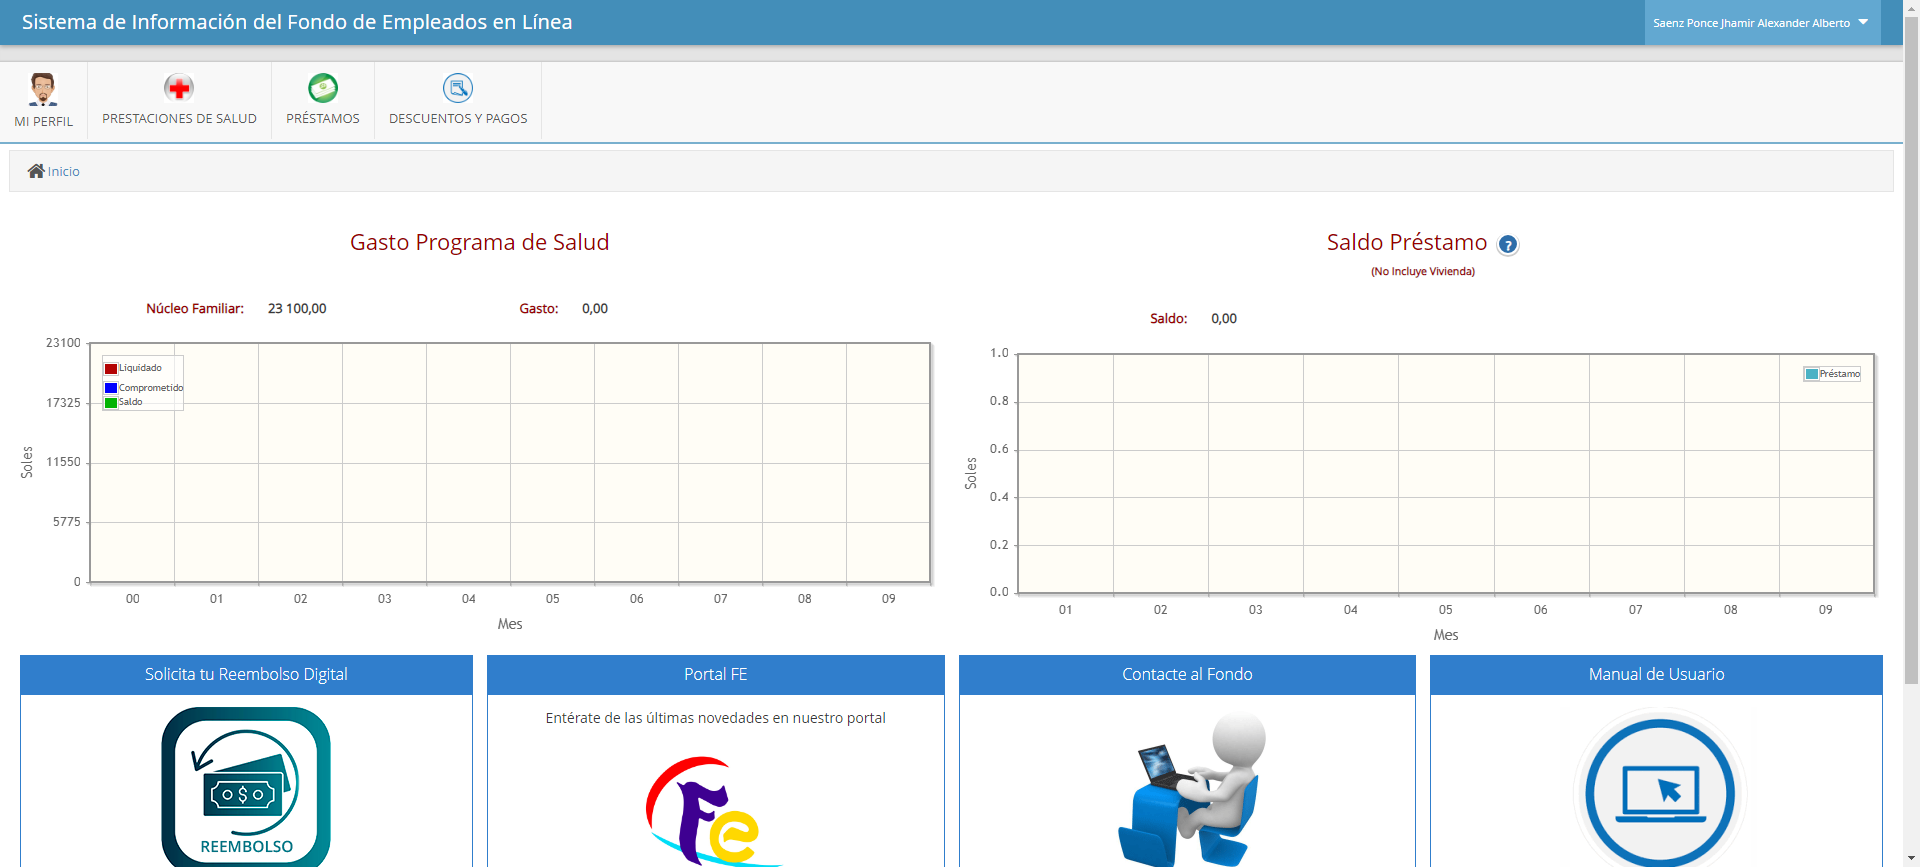 Sistema de Información del Fondo de Empleados en Línea
Saenz Ponce Jhamir Alexander Alberto
MI PERFIL
PRESTACIONES DE SALUD
PRÉSTAMOS
DESCUENTOS Y PAGOS
Inicio
Gasto Programa de Salud
Núcleo Familiar: 23 100,00 Gasto: 0,00
23100
17325
11550
5775
0
Soles
Liquidado
Comprometido
Saldo
00 01 02 03 04 05 06 07 08 09
Mes
Saldo Préstamo ?
(No Incluye Vivienda)
Saldo: 0,00
1.0
0.8
0.6
0.4
0.2
0.0
Soles
Préstamo
01 02 03 04 05 06 07 08 09
Mes
Solicita tu Reembolso Digital
REEMBOLSO
Portal FE
Entérate de las últimas novedades en nuestro portal
Fe
Contacte al Fondo
Manual de Usuario